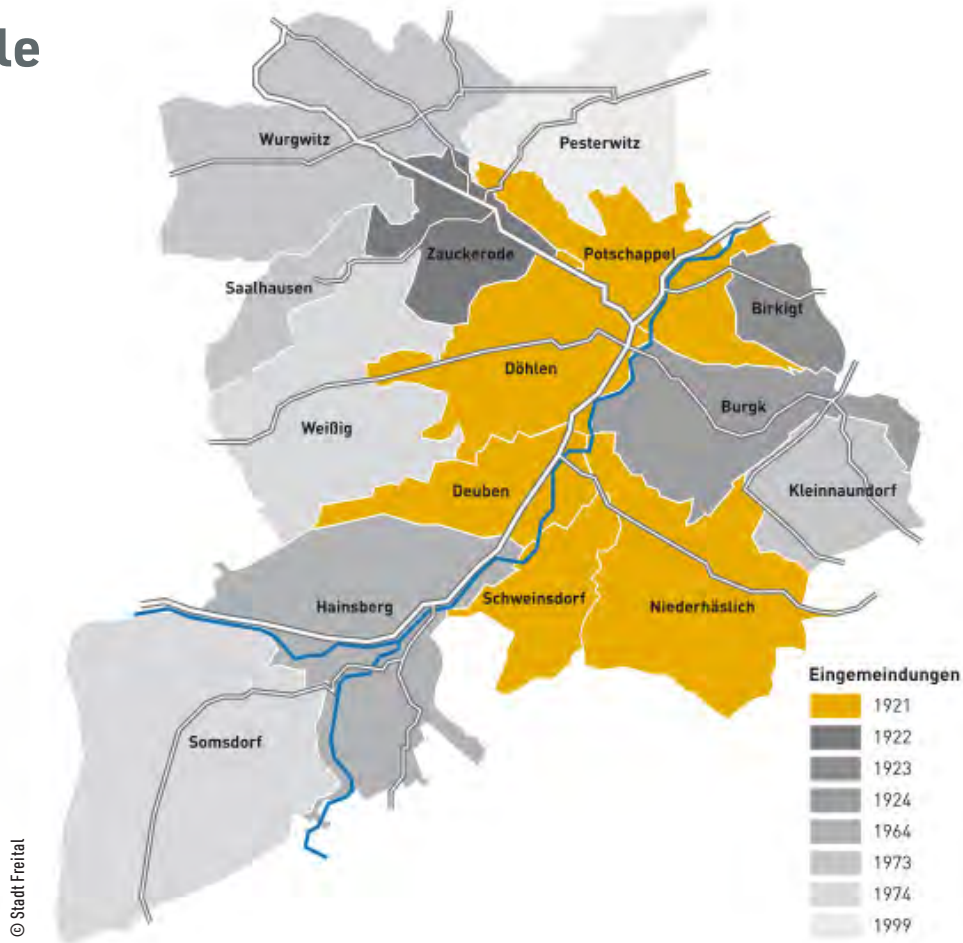 le
Wurgwitz
Pesterwitz
Zauckerode
Potschappel
Saalhausen
Birkigt
Döhlen
Burgk
Weißig
Deuben
Kleinnaundorf
Hainsberg
Schweinsdorf
Niederhäslich
Somsdorf
Eingemeindungen
1921
1922
1923
1924
1964
1973
1974
1999
© Stadt Freital